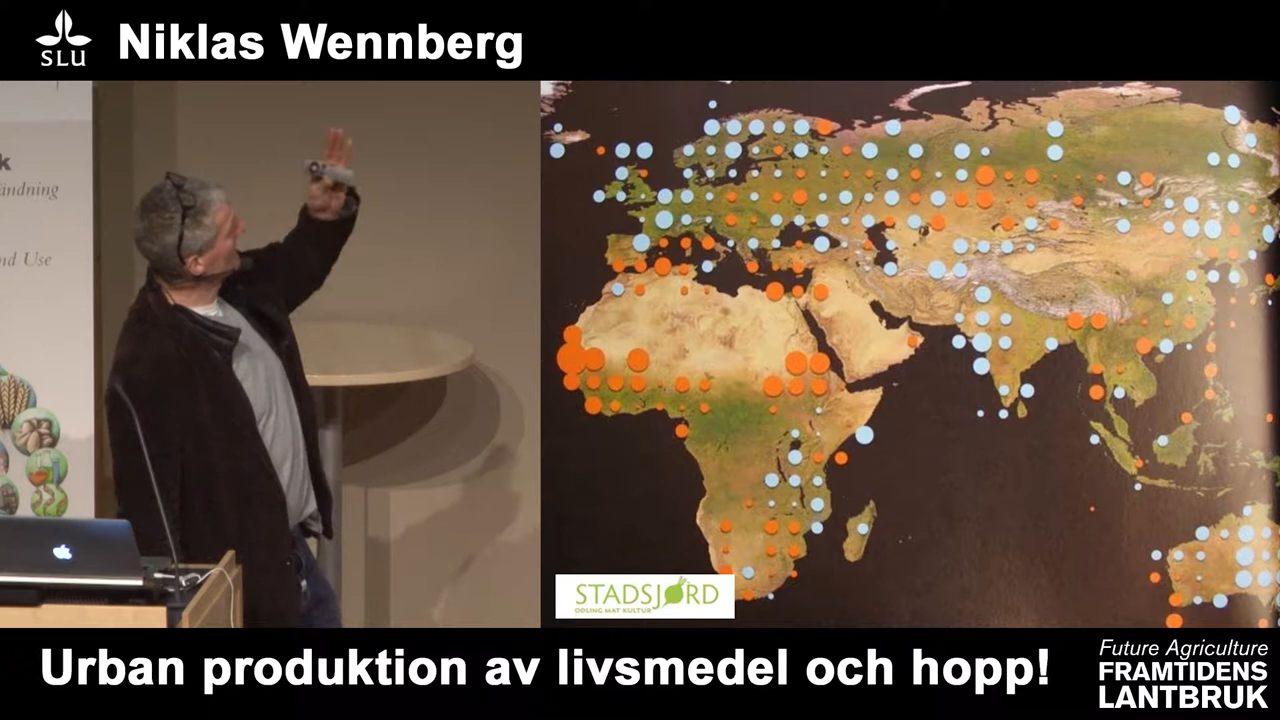 SLU
Niklas Wennberg
k
ändning
nd Use
STADSJORD
ODLING MAT KULTUR
Urban produktion av livsmedel och hopp!
Future Agriculture
FRAMTIDENS
LANTBRUK